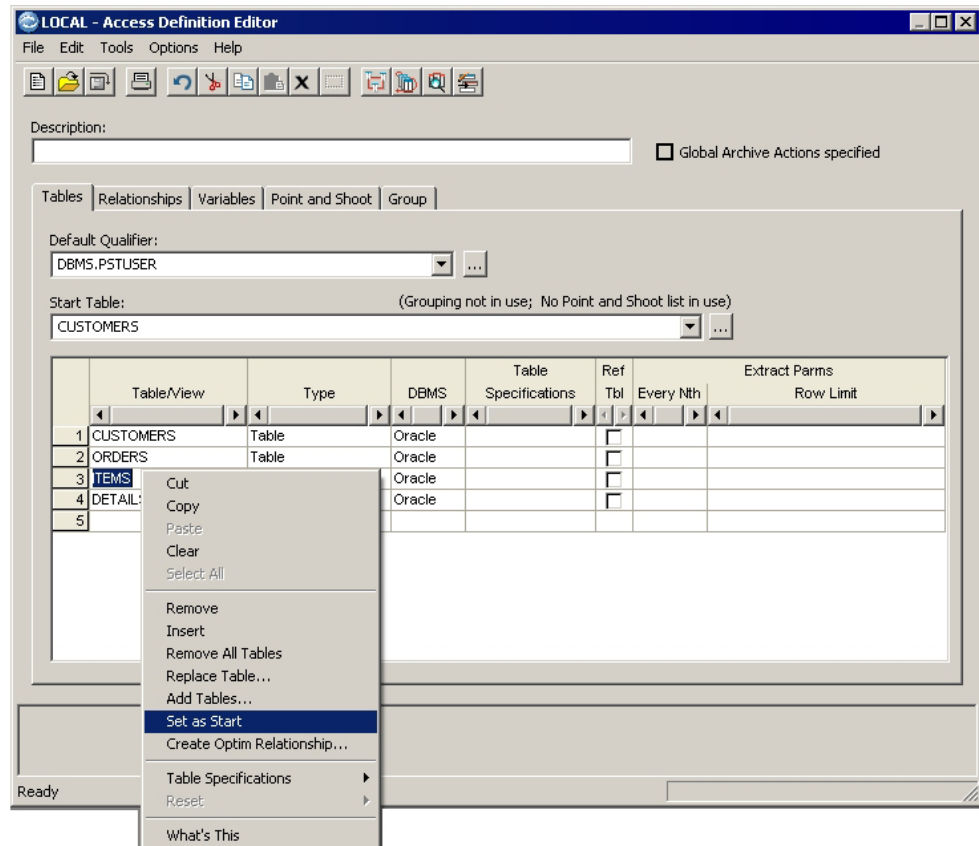 LOCAL - Access Definition Editor
File Edit Tools Options Help
Description:
Global Archive Actions specified
Tables Relationships Variables Point and Shoot Group
Default Qualifier:
DBMS.PSTUSER
...
Start Table: (Grouping not in use; No Point and Shoot list in use)
CUSTOMERS
...
Table/View Type DBMS Table Specifications Ref Tbl Extract Parms Every Nth Row Limit
1 CUSTOMERS Table Oracle
2 ORDERS Table Oracle
3 ITEMS Oracle
4 DETAILS Oracle
5
Cut
Copy
Paste
Clear
Select All
Remove
Insert
Remove All Tables
Replace Table...
Add Tables...
Set as Start
Create Optim Relationship...
Table Specifications
Reset
What's This
Ready